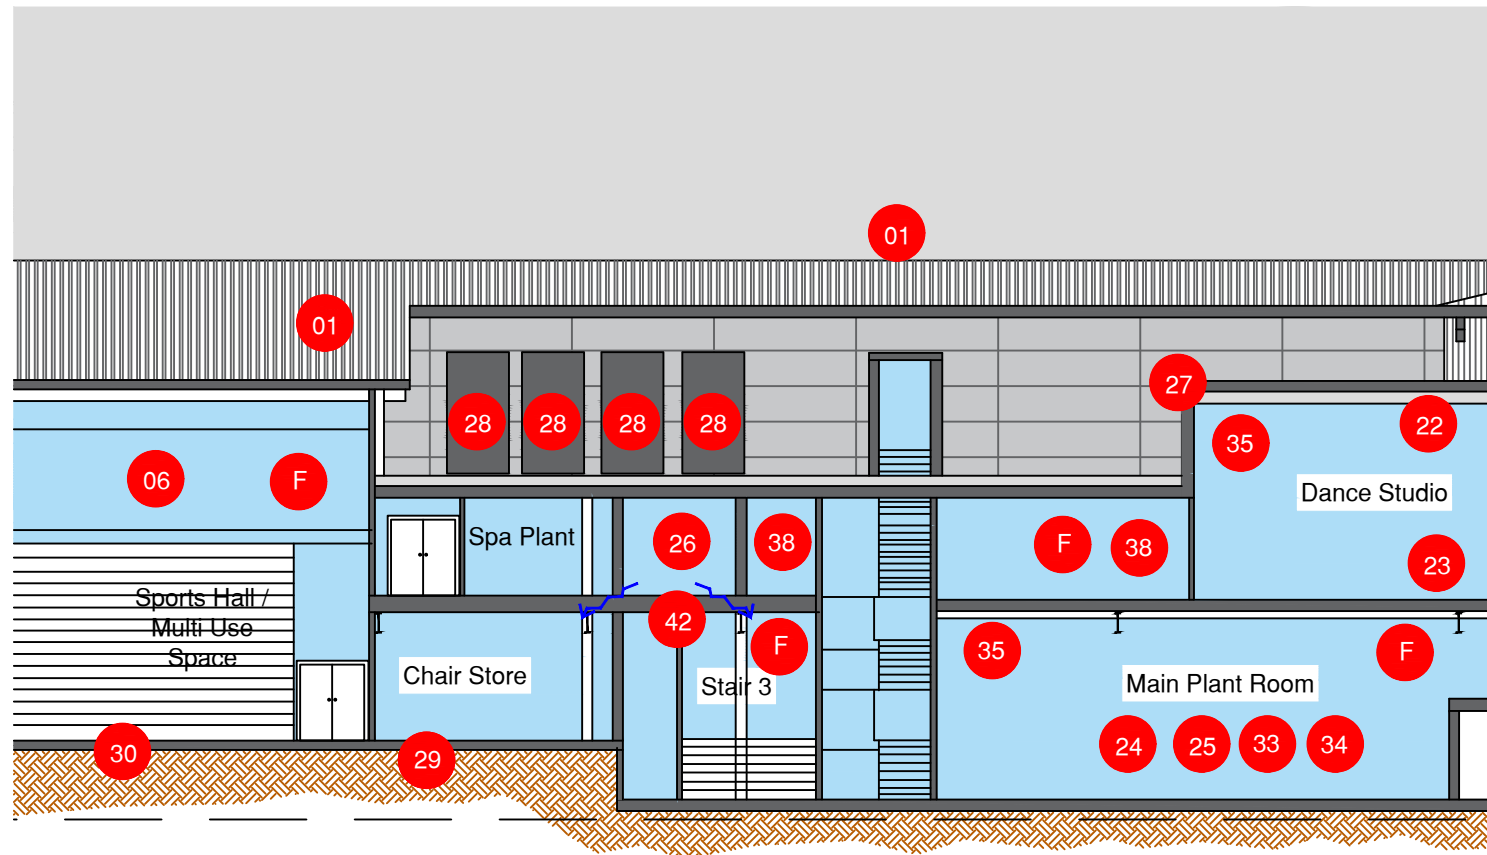 01
01
27
28
28
28
28
22
35
Dance Studio
06
F
Spa Plant
26
38
F
38
23
Sports Hall /
Multi Use
Space
42
F
35
F
Chair Store
Stair 3
Main Plant Room
30
29
24
25
33
34